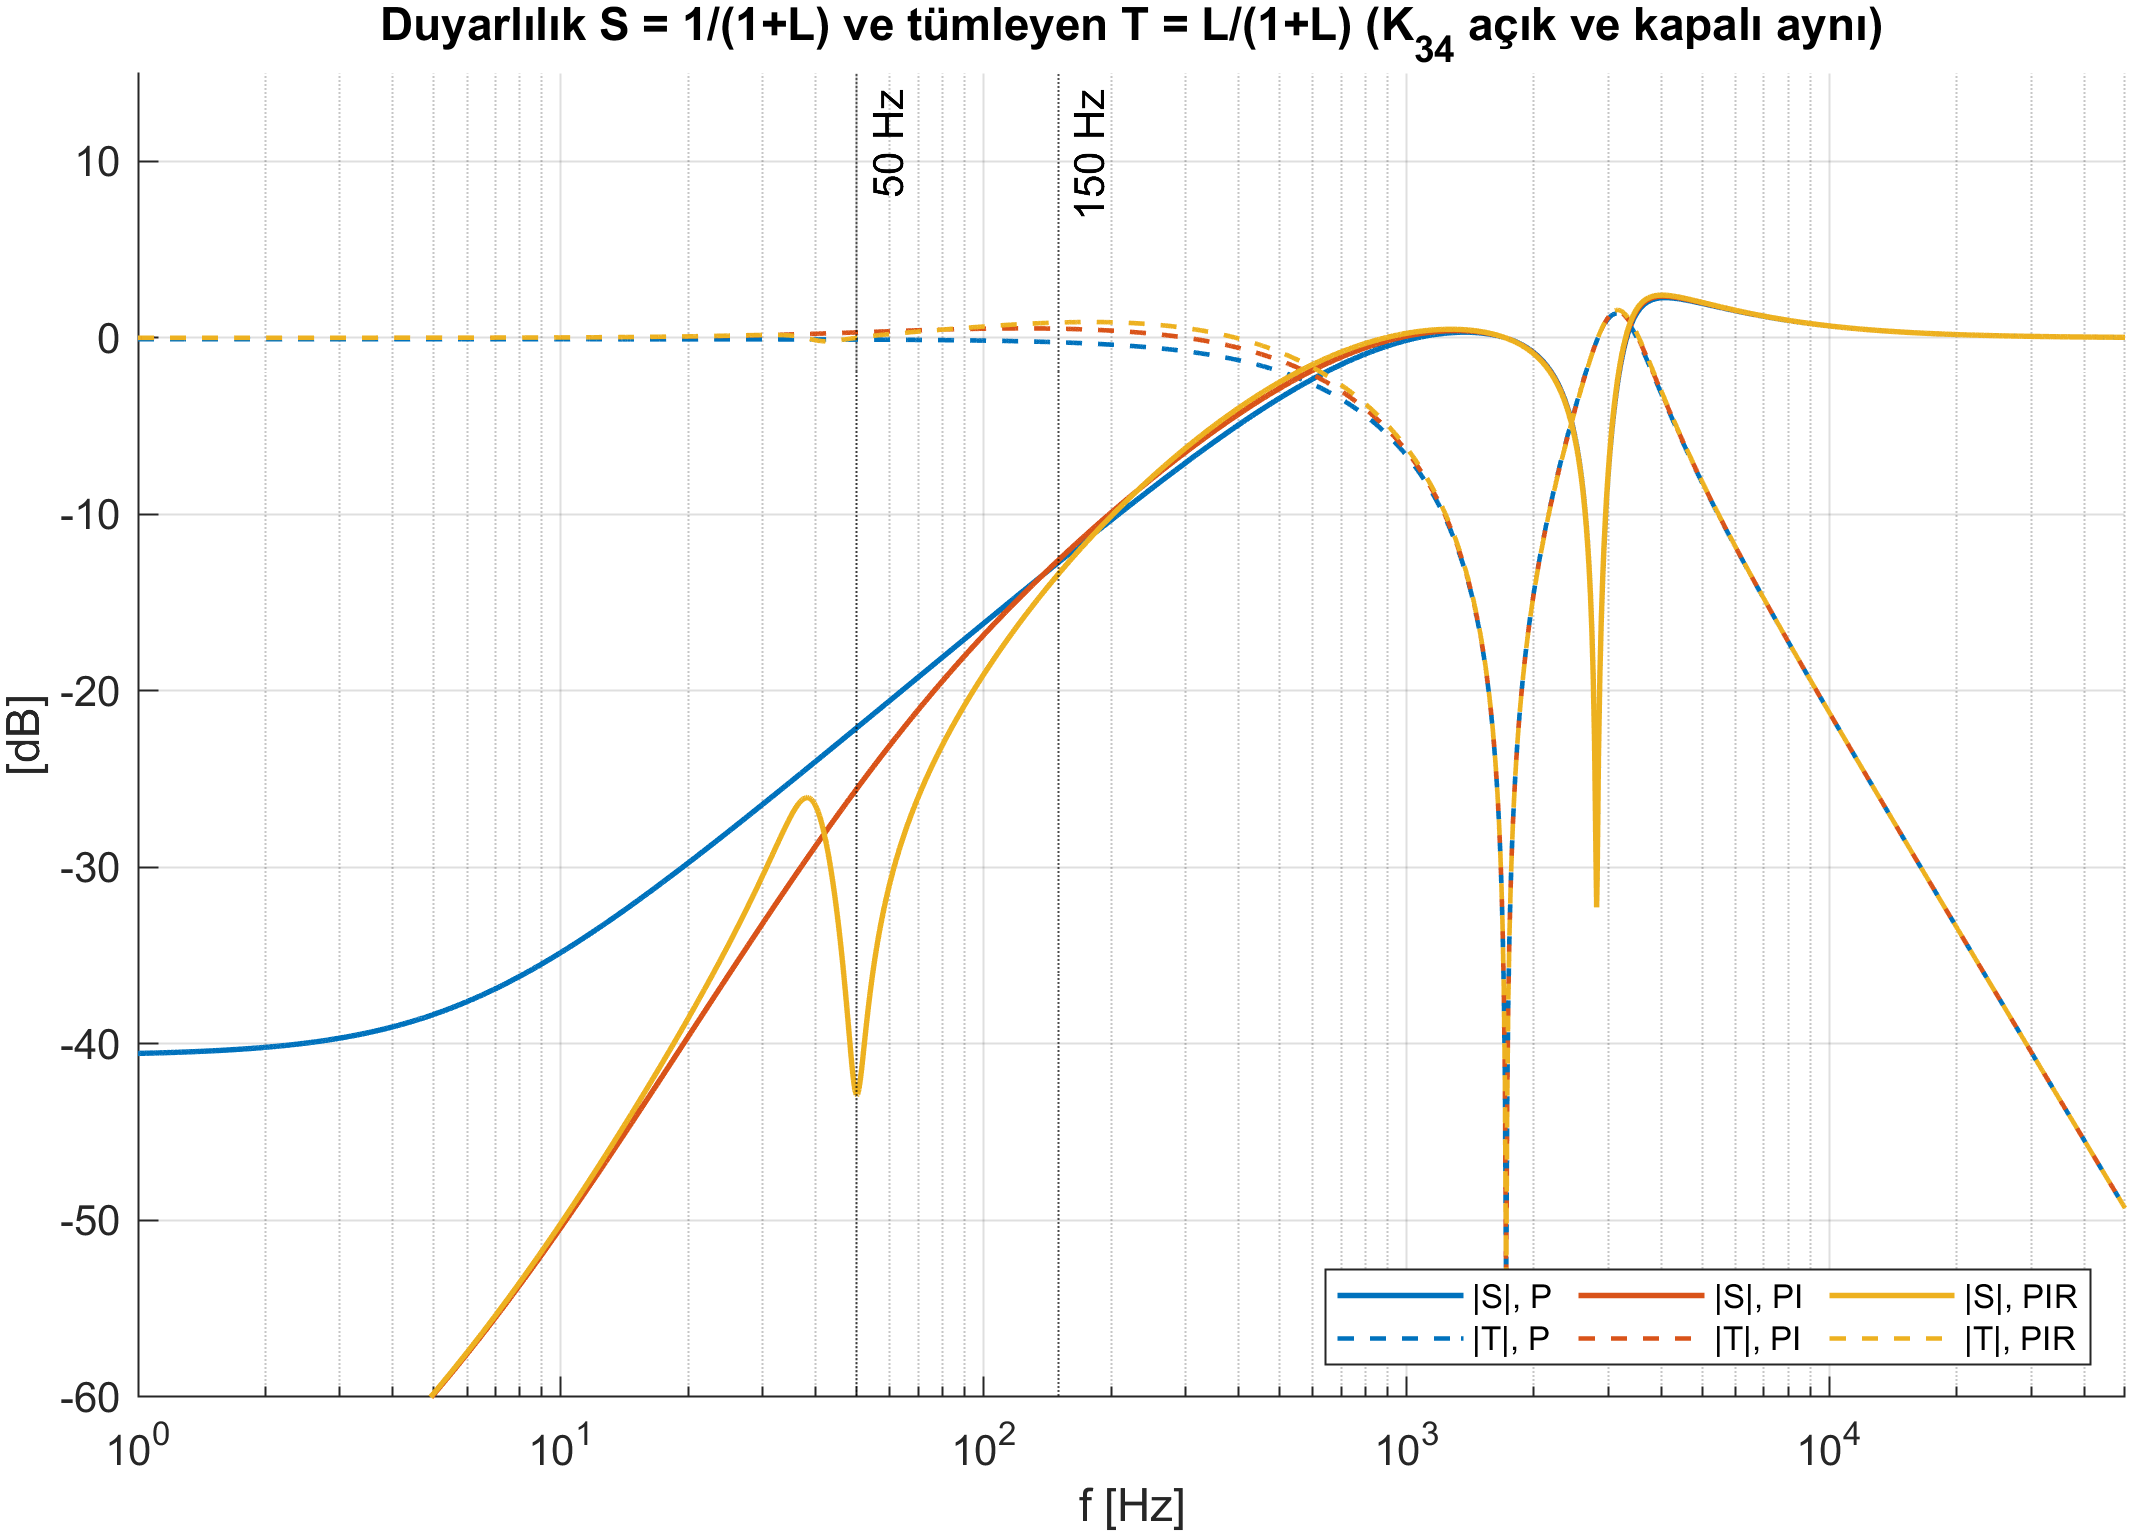 Duyarlılık S = 1/(1+L) ve tümleyen T = L/(1+L) (K34 açık ve kapalı aynı)
50 Hz
150 Hz
10
0
-10
-20
-30
-40
-50
-60
[dB]
10^0
10^1
10^2
10^3
10^4
f [Hz]
|S|, P
|S|, PI
|S|, PIR
|T|, P
|T|, PI
|T|, PIR